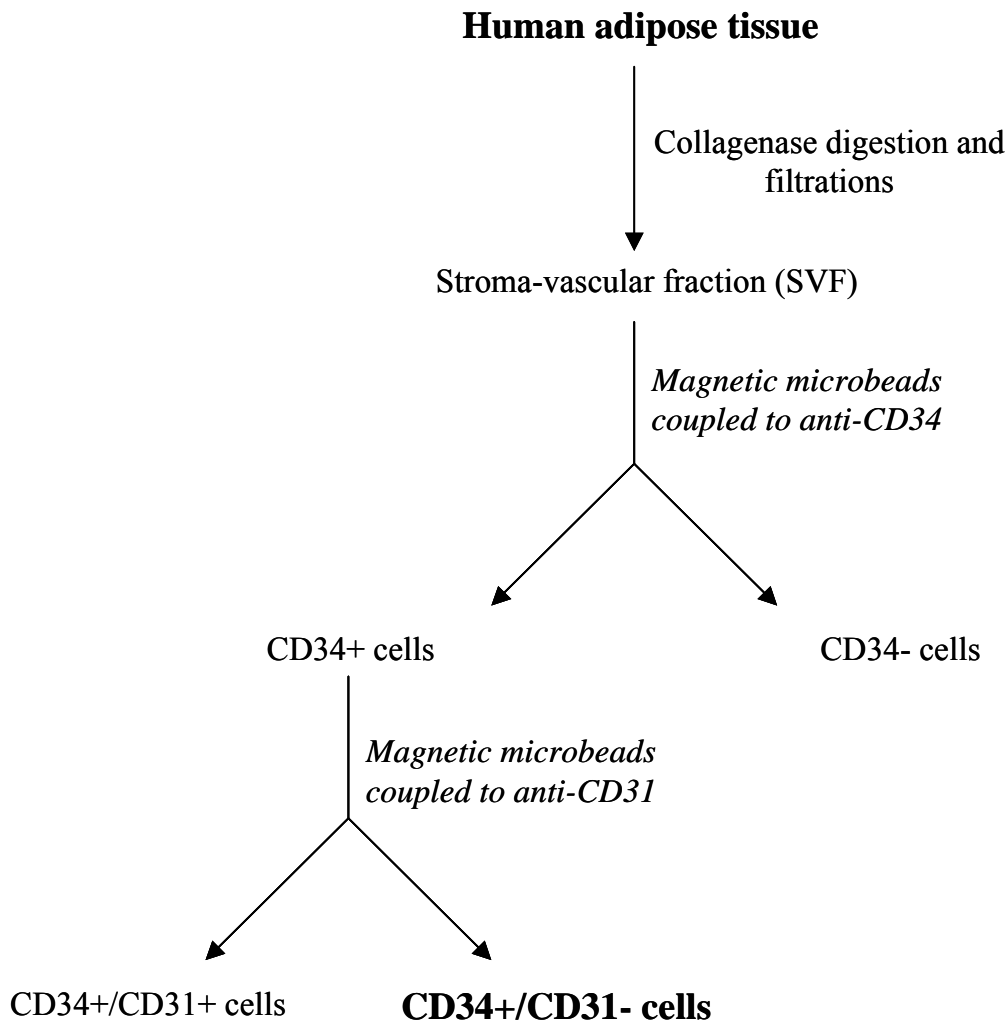 Human adipose tissue
Collagenase digestion and
filtrations
Stroma-vascular fraction (SVF)
Magnetic microbeads
coupled to anti-CD34
CD34+ cells
CD34- cells
Magnetic microbeads
coupled to anti-CD31
CD34+/CD31+ cells
CD34+/CD31- cells